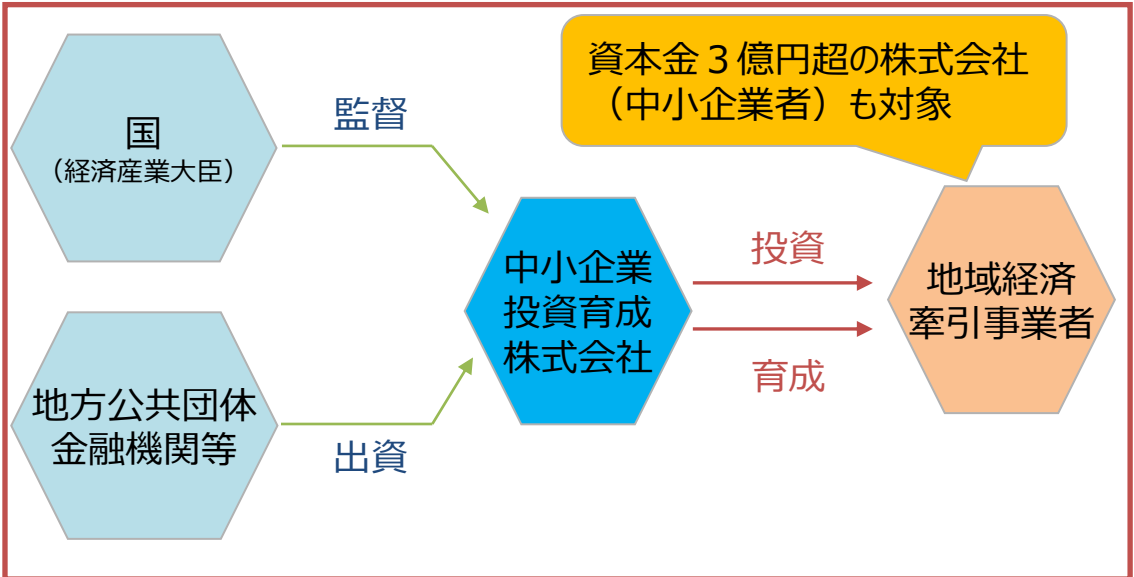 国
（経済産業大臣）
監督
資本金３億円超の株式会社
（中小企業者）も対象
中小企業
投資育成
株式会社
投資
育成
地域経済
牽引事業者
地方公共団体
金融機関等
出資